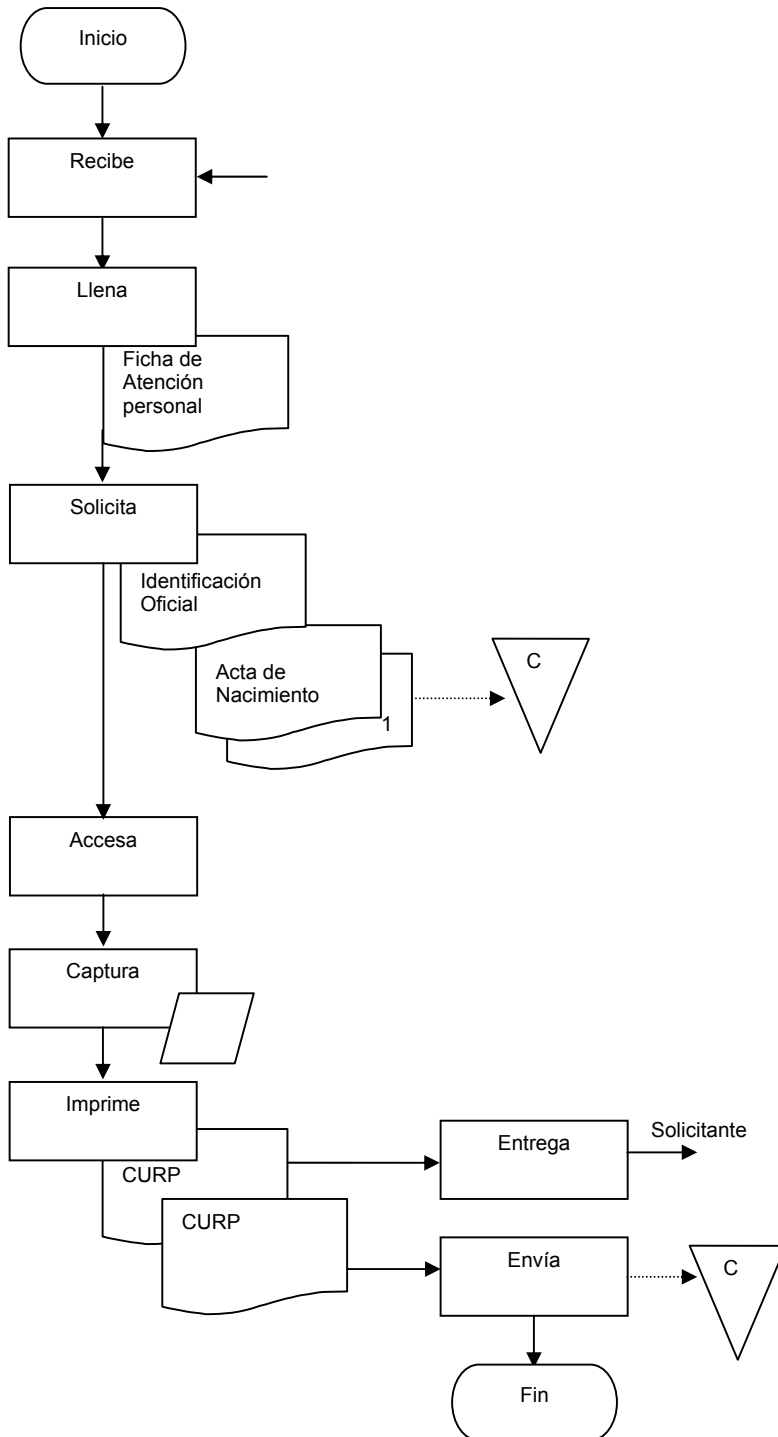 Inicio
Recibe
Llena
Ficha de
Atención
personal
Solicita
Identificación
Oficial
Acta de
Nacimiento
1
C
Accesa
Captura
Imprime
CURP
CURP
Entrega
Solicitante
Envía
C
Fin